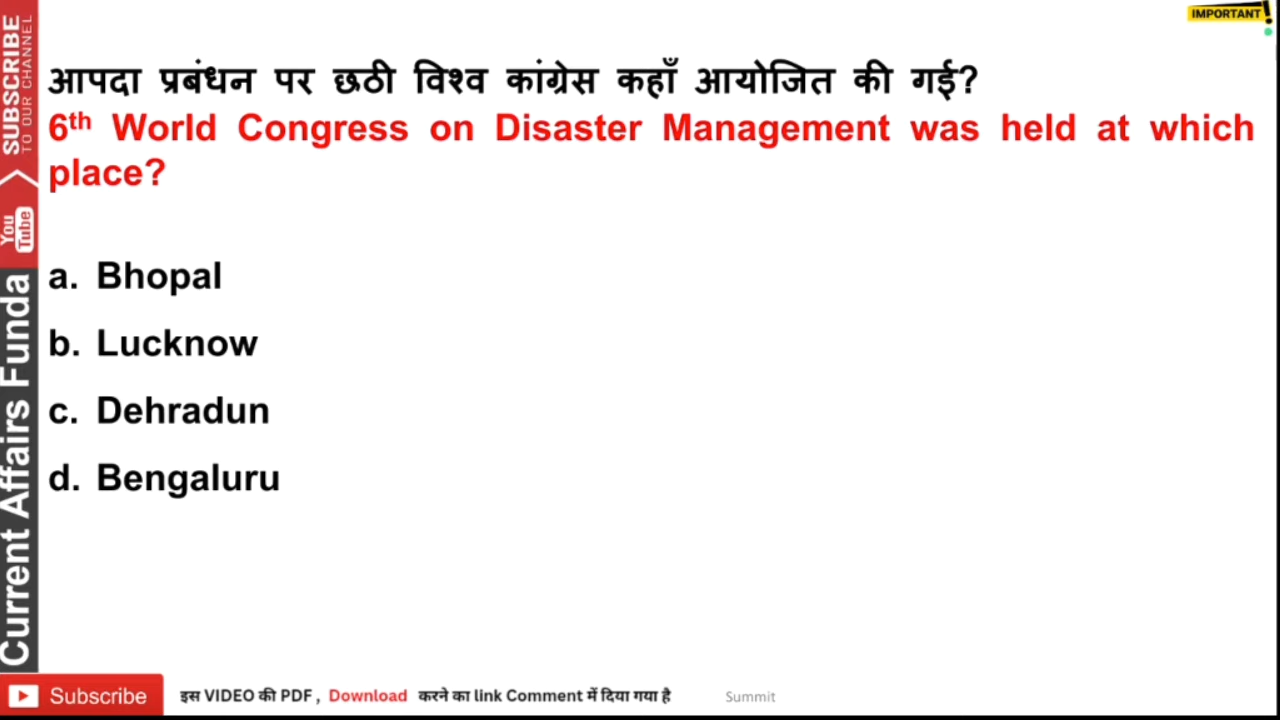 IMPORTANT!
आपदा प्रबंधन पर छठी विश्व कांग्रेस कहाँ आयोजित की गई?
6th World Congress on Disaster Management was held at which
place?
a. Bhopal
b. Lucknow
c. Dehradun
d. Bengaluru
SUBSCRIBE
TO OUR CHANNEL
You
Tube
Current Affairs Funda
Subscribe
इस VIDEO की PDF , Download करने का link Comment में दिया गया है
Summit